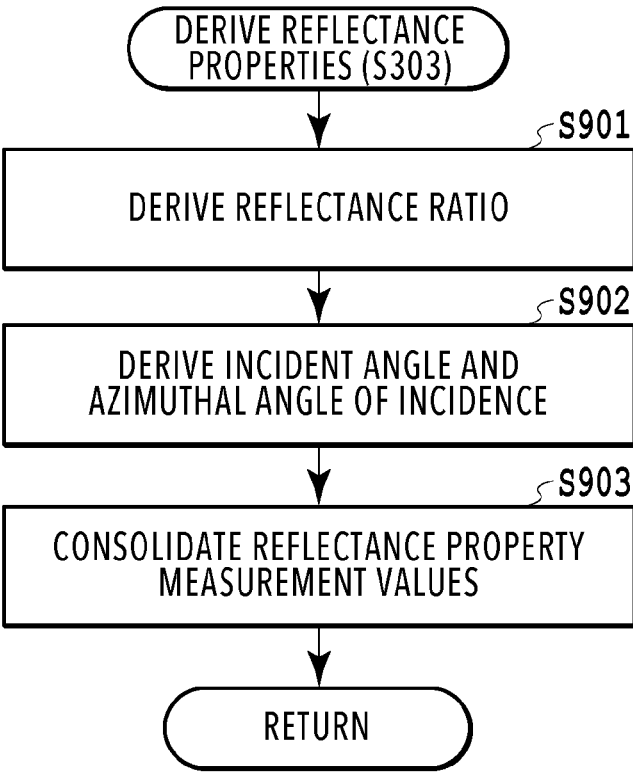 DERIVE REFLECTANCE
PROPERTIES (S303)
S901
DERIVE REFLECTANCE RATIO
S902
DERIVE INCIDENT ANGLE AND
AZIMUTHAL ANGLE OF INCIDENCE
S903
CONSOLIDATE REFLECTANCE PROPERTY
MEASUREMENT VALUES
RETURN